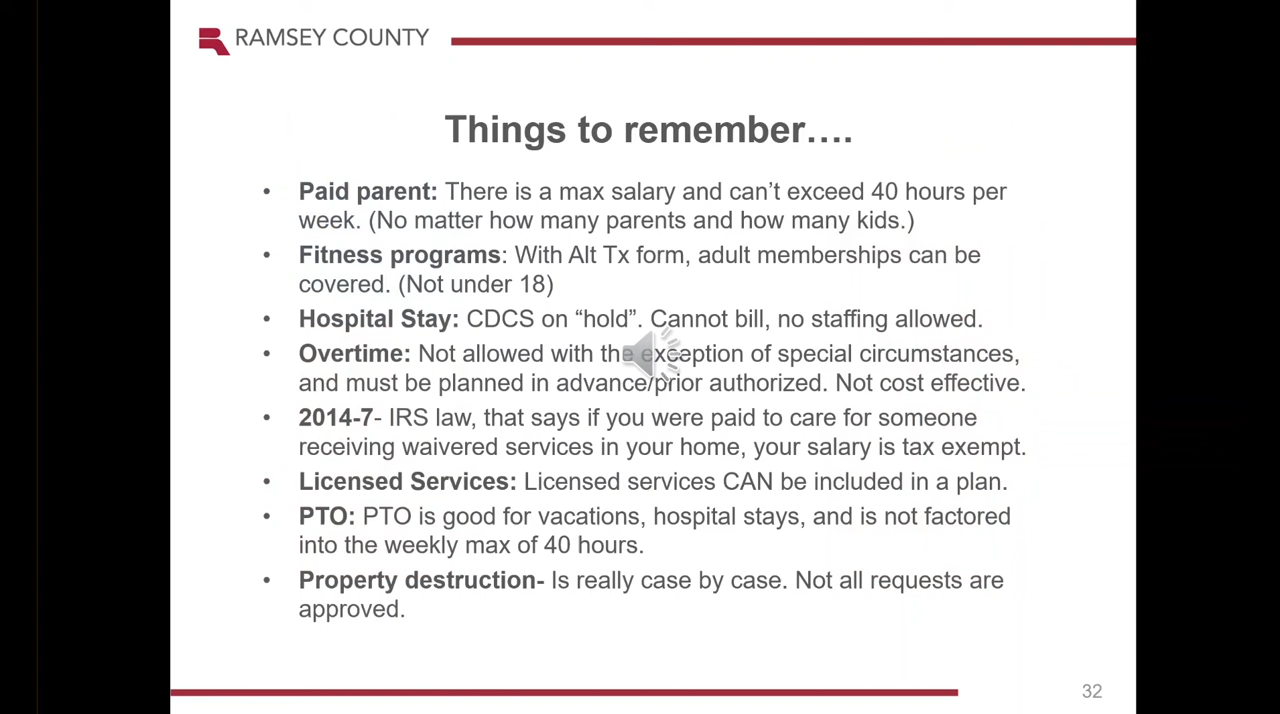 RAMSEY COUNTY
Things to remember….
• Paid parent: There is a max salary and can’t exceed 40 hours per
week. (No matter how many parents and how many kids.)
• Fitness programs: With Alt Tx form, adult memberships can be
covered. (Not under 18)
• Hospital Stay: CDCS on “hold”. Cannot bill, no staffing allowed.
• Overtime: Not allowed with the exception of special circumstances,
and must be planned in advance/prior authorized. Not cost effective.
• 2014-7- IRS law, that says if you were paid to care for someone
receiving waivered services in your home, your salary is tax exempt.
• Licensed Services: Licensed services CAN be included in a plan.
• PTO: PTO is good for vacations, hospital stays, and is not factored
into the weekly max of 40 hours.
• Property destruction- Is really case by case. Not all requests are
approved.
32